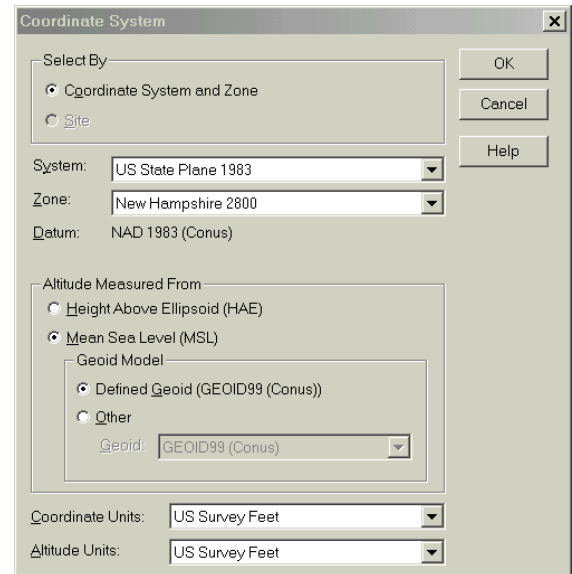 Coordinate System
Select By
Coordinate System and Zone
Site
OK
Cancel
Help
System: US State Plane 1983
Zone: New Hampshire 2800
Datum: NAD 1983 (Conus)
Altitude Measured From
Height Above Ellipsoid (HAE)
Mean Sea Level (MSL)
Geoid Model
Defined Geoid (GEOID99 (Conus))
Other
Geoid: GEOID99 (Conus)
Coordinate Units: US Survey Feet
Altitude Units: US Survey Feet